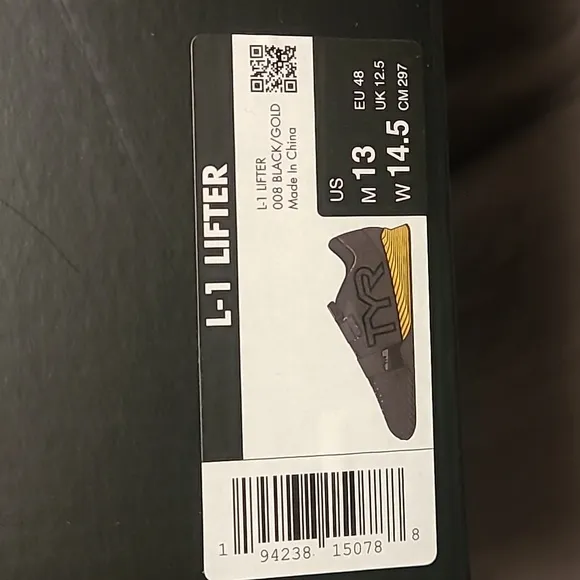 L-1 LIFTER
L-1 LIFTER
008 BLACK/GOLD
Made In China
US
M 13
W 14.5
EU 48
UK 12.5
CM 297
TYR
1 94238 15078 8